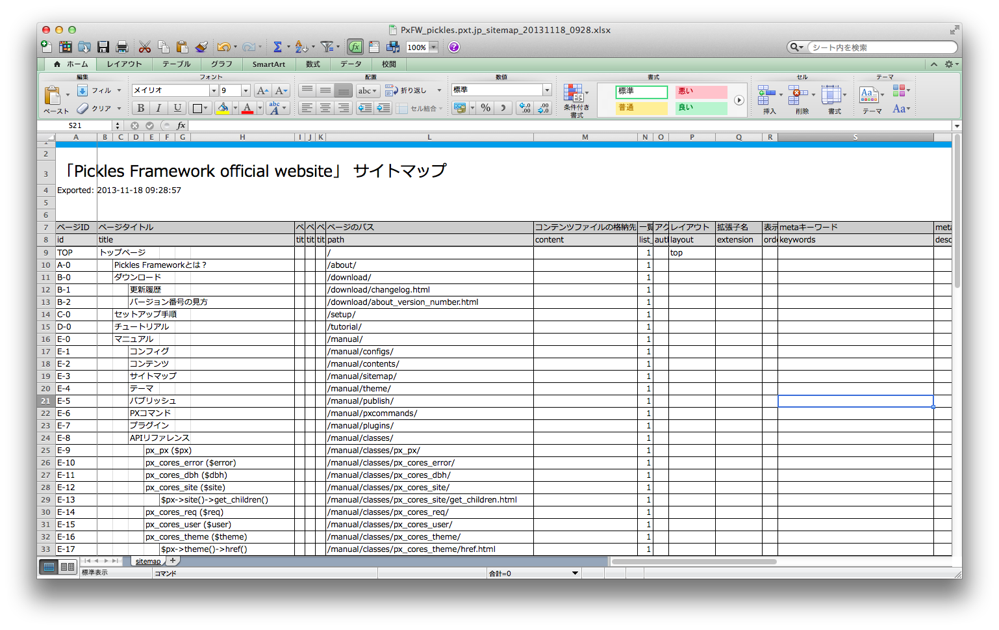 PxFW_pickles.pxt.jp_sitemap_20131118_0928.xlsx
100%
シート内を検索
ホーム レイアウト テーブル グラフ SmartArt 数式 データ 校閲
編集 フォント 配置 数値 書式 セル テーマ
フィル メイリオ 9 abc 折り返し 標準 標準 悪い
ペースト クリア B I U A abc A セル結合 % 条件付き書式 普通 良い 挿入 削除 書式 テーマ Aa
S21 fx
A B C D E F G H I J K L M N O P Q R S
1
2
3 「Pickles Framework official website」 サイトマップ
4 Exported: 2013-11-18 09:28:57
5
6
7 ページID ページタイトル ペ ペ ペ ページのパス コンテンツファイルの格納先 一覧 アク レイアウト 拡張子名 表示 metaキーワード meta
8 id title tit tit tit path content list_ auth layout extension orde keywords desc
9 TOP トップページ / 1 top
10 A-0 Pickles Frameworkとは？ /about/ 1
11 B-0 ダウンロード /download/ 1
12 B-1 更新履歴 /download/changelog.html 1
13 B-2 バージョン番号の見方 /download/about_version_number.html 1
14 C-0 セットアップ手順 /setup/ 1
15 D-0 チュートリアル /tutorial/ 1
16 E-0 マニュアル /manual/ 1
17 E-1 コンフィグ /manual/configs/ 1
18 E-2 コンテンツ /manual/contents/ 1
19 E-3 サイトマップ /manual/sitemap/ 1
20 E-4 テーマ /manual/theme/ 1
21 E-5 パブリッシュ /manual/publish/ 1
22 E-6 PXコマンド /manual/pxcommands/ 1
23 E-7 プラグイン /manual/plugins/ 1
24 E-8 APIリファレンス /manual/classes/ 1
25 E-9 px_px ($px) /manual/classes/px_px/ 1
26 E-10 px_cores_error ($error) /manual/classes/px_cores_error/ 1
27 E-11 px_cores_dbh ($dbh) /manual/classes/px_cores_dbh/ 1
28 E-12 px_cores_site ($site) /manual/classes/px_cores_site/ 1
29 E-13 $px->site()->get_children() /manual/classes/px_cores_site/get_children.html 1
30 E-14 px_cores_req ($req) /manual/classes/px_cores_req/ 1
31 E-15 px_cores_user ($user) /manual/classes/px_cores_user/ 1
32 E-16 px_cores_theme ($theme) /manual/classes/px_cores_theme/ 1
33 E-17 $px->theme()->href() /manual/classes/px_cores_theme/href.html 1
sitemap
標準表示 コマンド 合計=0